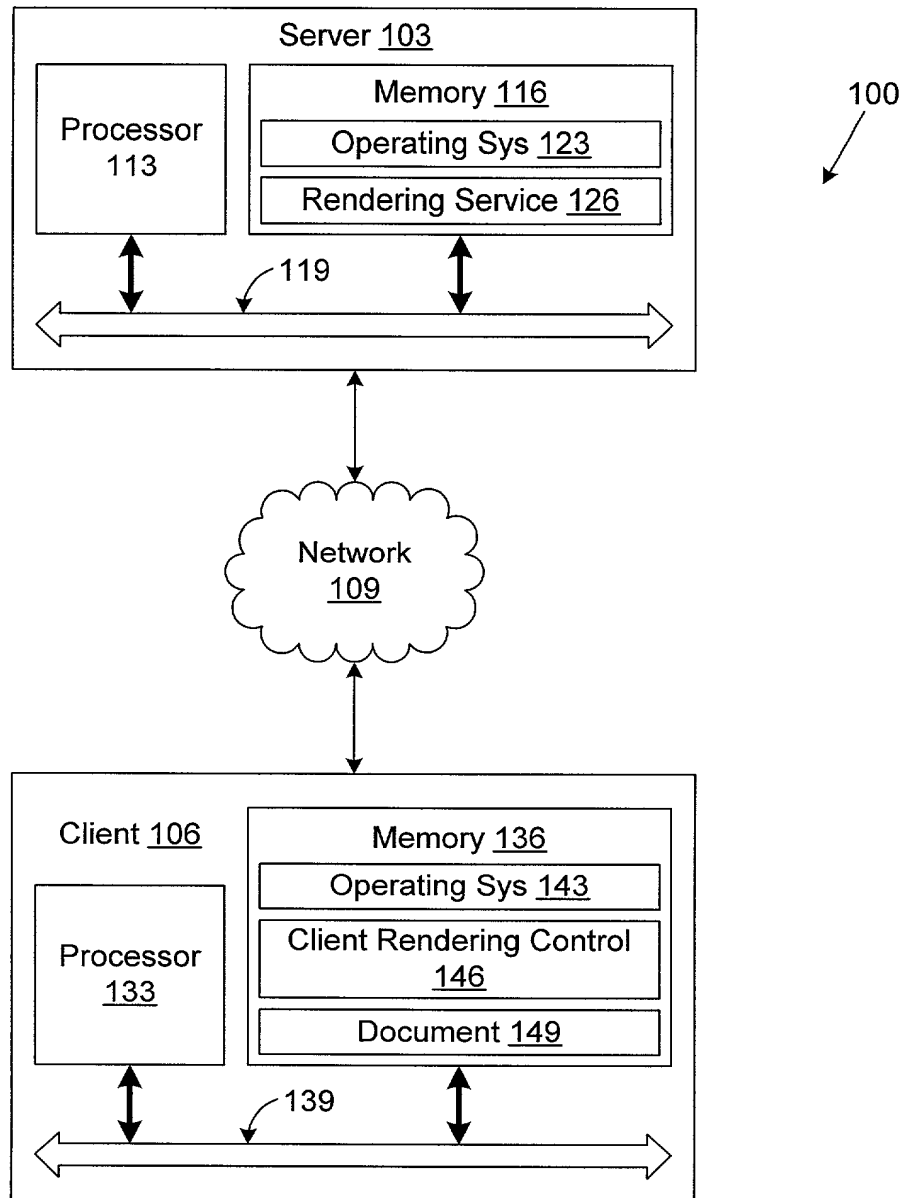 Server 103
Processor
113
Memory 116
Operating Sys 123
Rendering Service 126
100
119
Network
109
Client 106
Processor
133
Memory 136
Operating Sys 143
Client Rendering Control
146
Document 149
139